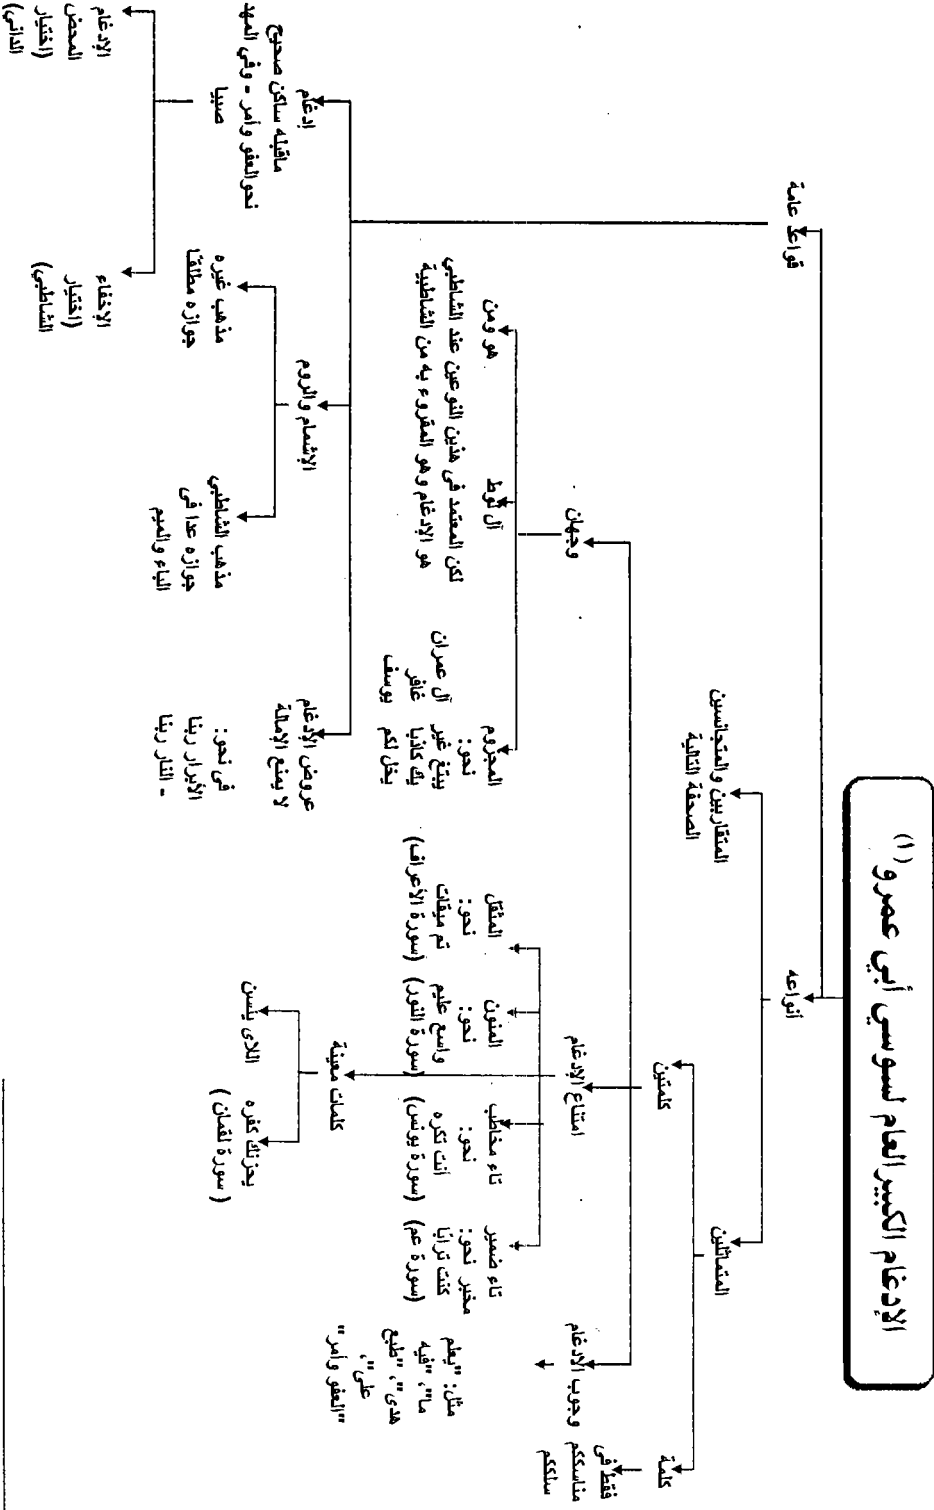 الإدغام الكبير العام لسوسي أبي عمرو (١)
أنواعه
قواعد عامة
المتماثلين
المتقاربين والمتجانسين
الصحفة التالية
كلمة
فقط في
مناسككم
سلككم
كلمتين
وجوب الادغام
مثل: "يعلم
ما"، "فيه
هدى"، "طبع
على"،
"العفو وأمر"
امتناع الإدغام
تاء ضمير
مخبر نحو:
كنت ترابا
(سورة عم)
تاء مخاطب
نحو:
أنت تكره
(سورة يونس)
المنون
نحو:
واسع عليم
(سورة النور)
المثقل
نحو:
تم ميقات
(سورة الأعراف)
كلمات معينة
يحزنك كفره
(سورة لقمان)
اللاى يئسن
وجهان
المجزوم
نحو:
يبتغ غير آل عمران
يك كاذبا غافر
يخل لكم يوسف
آل لوط
هو ومن
لكن المعتمد في هذين النوعين عند الشاطبي
هو الإدغام وهو المقروء به من الشاطبية
عروض الإدغام
لا يمنع الإمالة
في نحو:
الأبرار ربنا
- النار ربنا
الإشمام والروم
مذهب الشاطبي
جوازه عدا في
الباء والميم
مذهب غيره
جوازه مطلقا
إدغام
ماقبله ساكن صحيح
نحو العفو وأمر - وفي المهد
صبيا
الإخفاء
(اختيار
الشاطبي)
الإدغام
المحض
(اختيار
الداني)